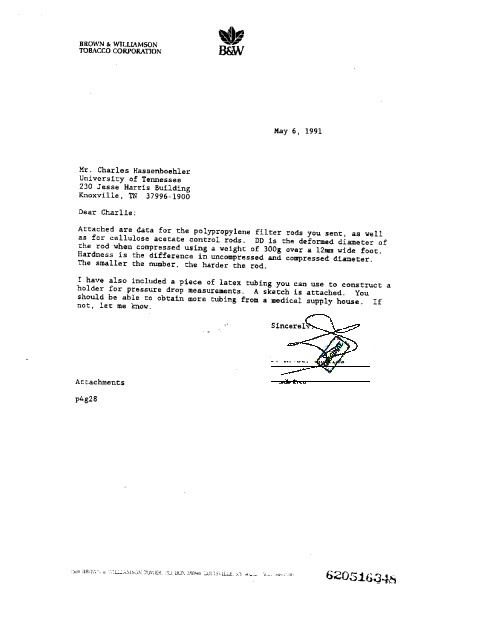 BROWN & WILLIAMSON
TOBACCO CORPORATION
B&W
May 6, 1991
Mr. Charles Hassenboehler
University of Tennessee
230 Jesse Harris Building
Knoxville, TN 37996-1900
Dear Charlie:
Attached are data for the polypropylene filter rods you sent, as well
as for cellulose acetate control rods. DD is the deformed diameter of
the rod when compressed using a weight of 300g over a 12mm wide foot.
Hardness is the difference in uncompressed and compressed diameter.
The smaller the number, the harder the rod.
I have also included a piece of latex tubing you can use to construct a
holder for pressure drop measurements. A sketch is attached. You
should be able to obtain more tubing from a medical supply house. If
not, let me know.
Sincerely,
Attachments
p4g28
WILLIAMSON TOWER, P.O. BOX LOUISVILLE, KY
620516348